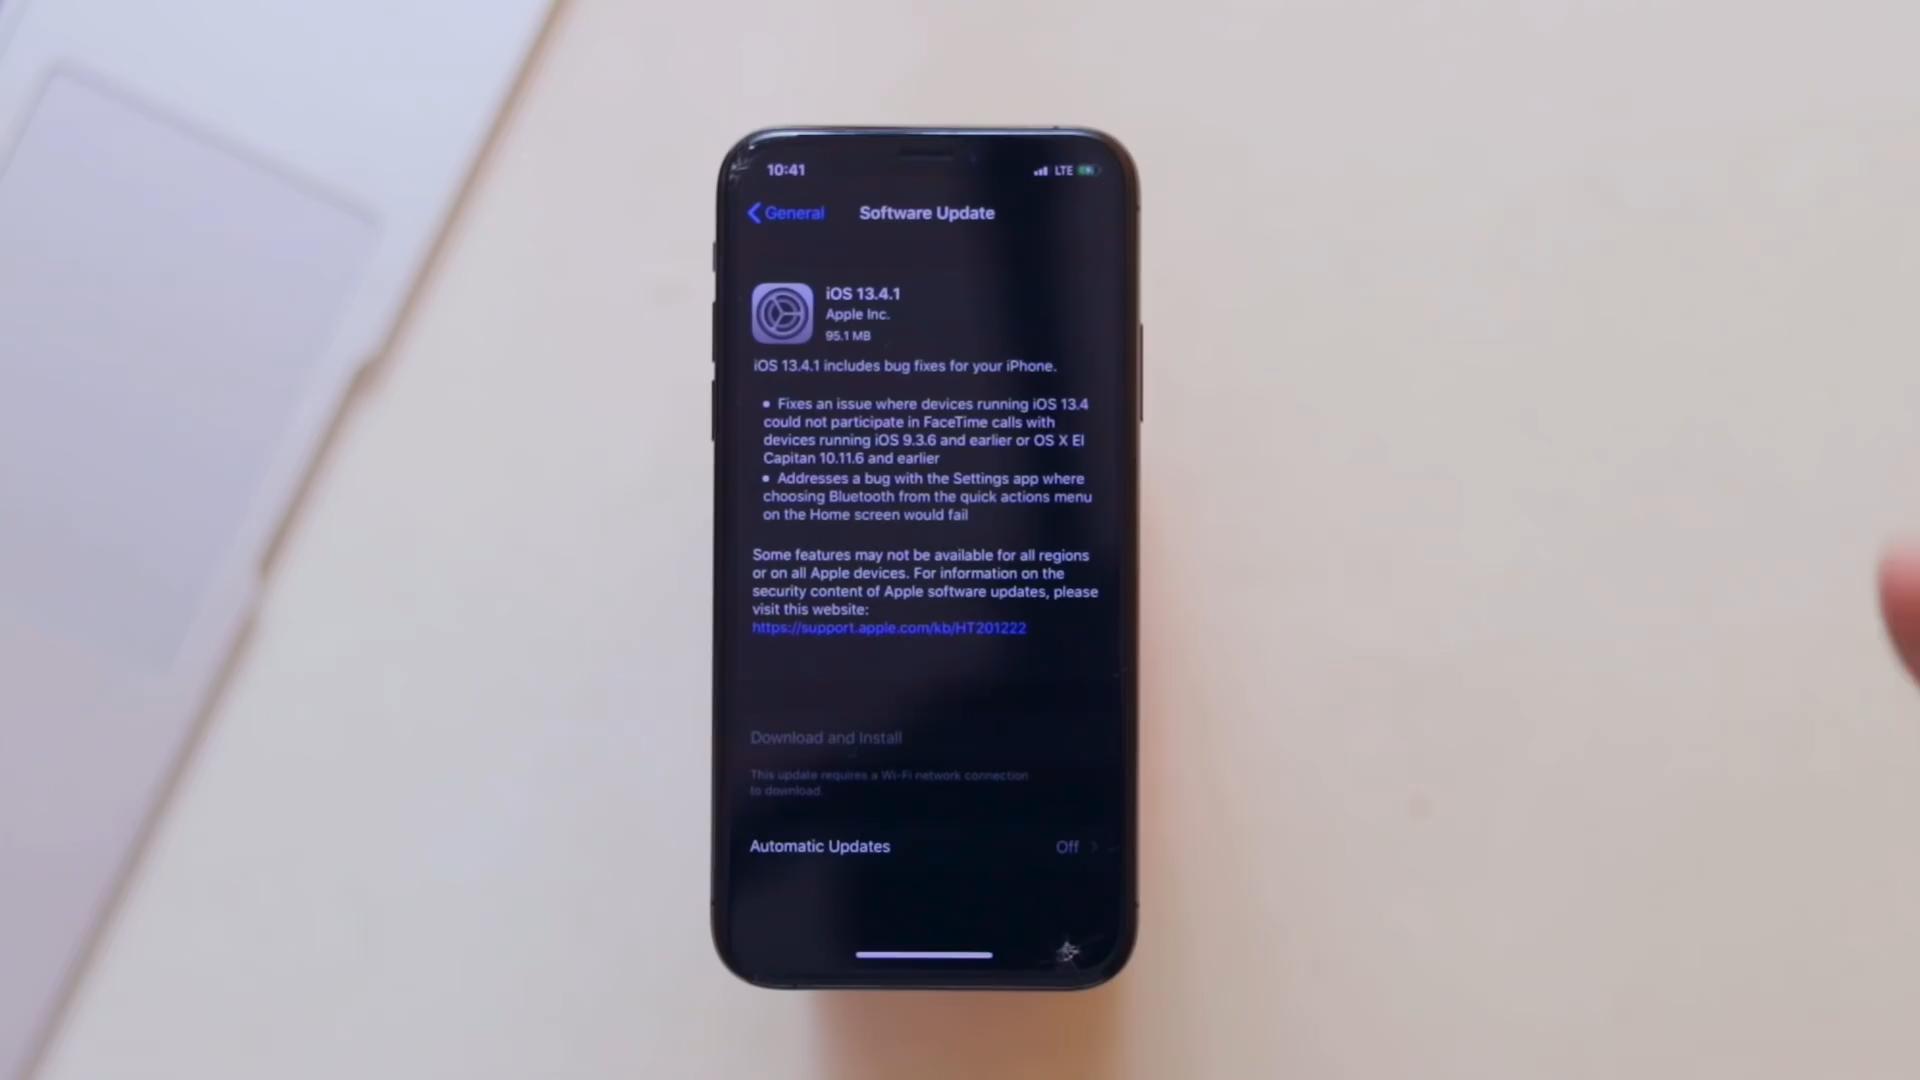 10:41
LTE
General
Software Update
iOS 13.4.1
Apple Inc.
95.1 MB
iOS 13.4.1 includes bug fixes for your iPhone.
• Fixes an issue where devices running iOS 13.4
could not participate in FaceTime calls with
devices running iOS 9.3.6 and earlier or OS X El
Capitan 10.11.6 and earlier
• Addresses a bug with the Settings app where
choosing Bluetooth from the quick actions menu
on the Home screen would fail
Some features may not be available for all regions
or on all Apple devices. For information on the
security content of Apple software updates, please
visit this website:
https://support.apple.com/kb/HT201222
Download and Install
This update requires a Wi-Fi network connection
to download.
Automatic Updates
Off